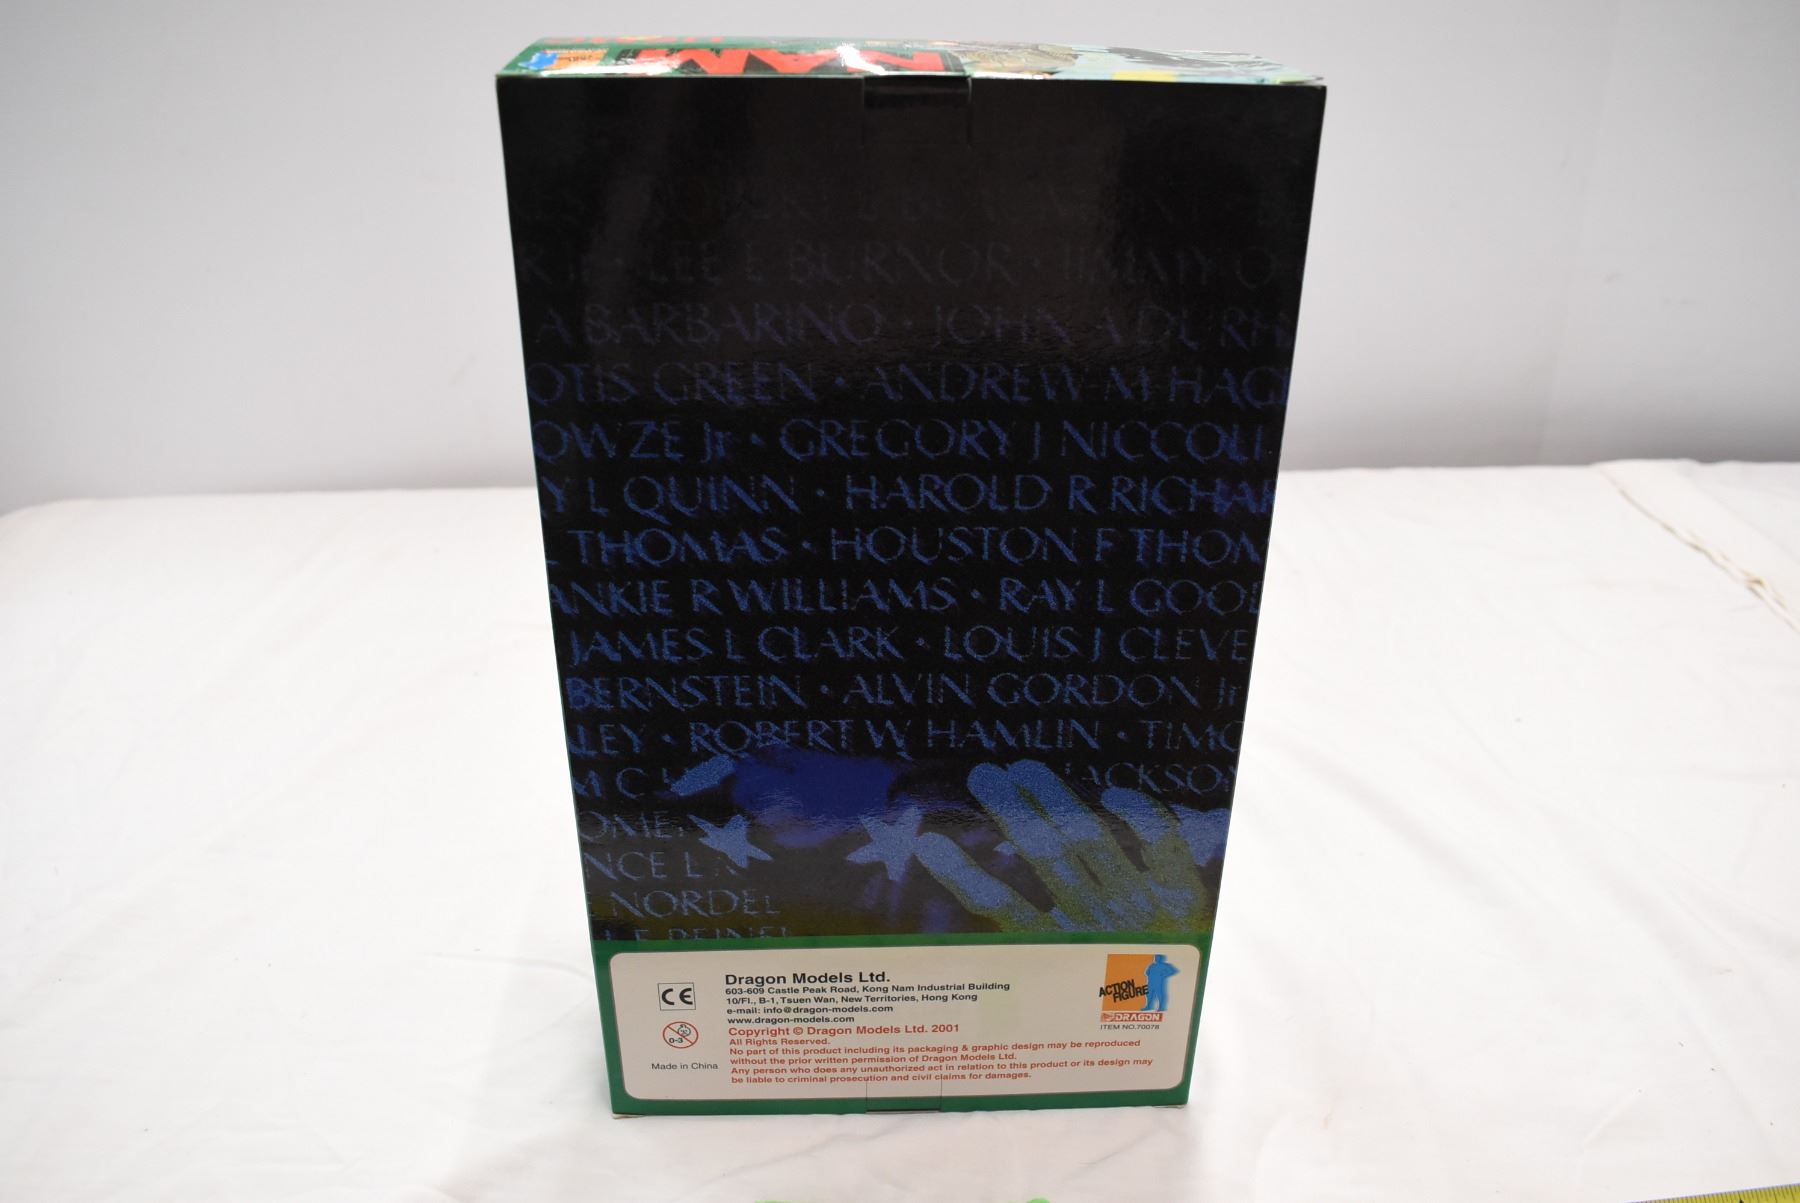 NAM
LEE E BURNOR · JIMMY O
A BARBARINO · JOHN A DURH
OTIS GREEN · ANDREW M HAG
OWZE Jr · GREGORY J NICCOLI
Y L QUINN · HAROLD R RICHAR
L THOMAS · HOUSTON F THOM
ANKIE R WILLIAMS · RAY L GOOD
JAMES L CLARK · LOUIS J CLEVE
BERNSTEIN · ALVIN GORDON Jr
LEY · ROBERT W HAMLIN · TIMO
M C JACKSON
OME
NCE L
NORDEL
CE
Dragon Models Ltd.
603-609 Castle Peak Road, Kong Nam Industrial Building
10/Fl., B-1, Tsuen Wan, New Territories, Hong Kong
e-mail: info@dragon-models.com
www.dragon-models.com
0-3
Copyright © Dragon Models Ltd. 2001
All Rights Reserved.
No part of this product including its packaging & graphic design may be reproduced
without the prior written permission of Dragon Models Ltd.
Any person who does any unauthorized act in relation to this product or its design may
be liable to criminal prosecution and civil claims for damages.
Made in China
ACTION
FIGURE
DRAGON
ITEM NO.70078